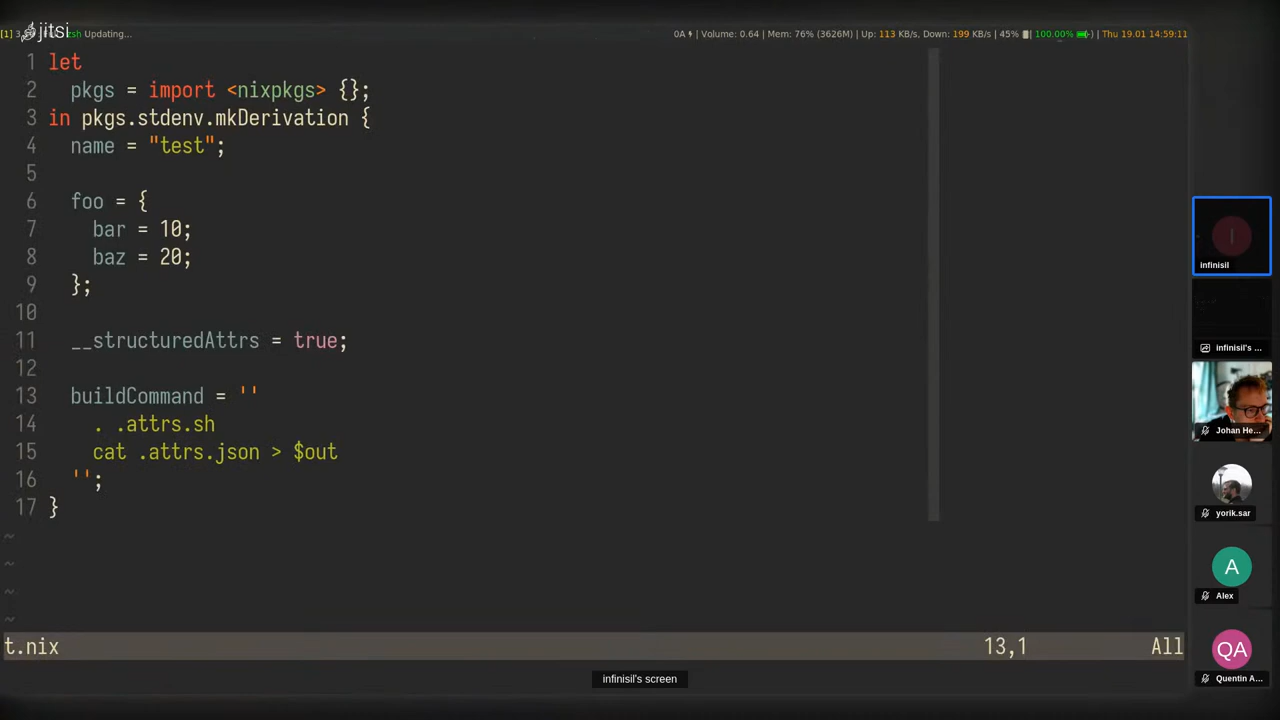 jitsi
[1] zsh Updating...
0A | Volume: 0.64 | Mem: 76% (3626M) | Up: 113 KB/s, Down: 199 KB/s | 45% | 100.00% | Thu 19.01 14:59:11
1 let
2 pkgs = import <nixpkgs> {};
3 in pkgs.stdenv.mkDerivation {
4 name = "test";
5
6 foo = {
7 bar = 10;
8 baz = 20;
9 };
10
11 __structuredAttrs = true;
12
13 buildCommand = ''
14 . .attrs.sh
15 cat .attrs.json > $out
16 '';
17 }
~
~
~
~
t.nix 13,1 All
infinisil's screen
I
infinisil
infinisil's ...
Johan He...
yorik.sar
A
Alex
QA
Quentin A...